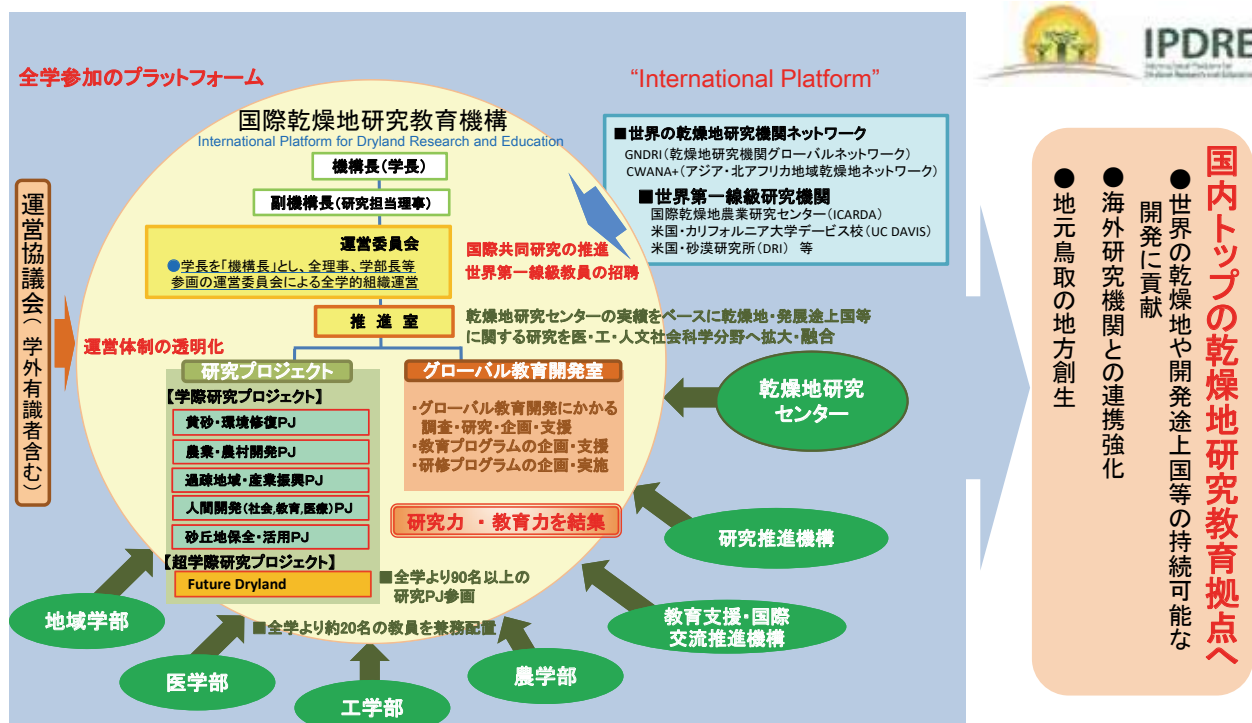 全学参加のプラットフォーム
“International Platform”
IPDRE
国際乾燥地研究教育機構
International Platform for Dryland Research and Education
機構長(学長)
副機構長(研究担当理事)
運営委員会
●学長を「機構長」とし、全理事、学部長等
参画の運営委員会による全学的組織運営
推 進 室
■世界の乾燥地研究機関ネットワーク
GNDRI(乾燥地研究機関グローバルネットワーク)
CWANA+(アジア・北アフリカ地域乾燥地ネットワーク)
■世界第一線級研究機関
国際乾燥地農業研究センター(ICARDA)
米国・カリフォルニア大学デービス校(UC DAVIS)
米国・砂漠研究所(DRI) 等
国際共同研究の推進
世界第一線級教員の招聘
乾燥地研究センターの実績をベースに乾燥地・発展途上国等
に関する研究を医・工・人文社会科学分野へ拡大・融合
運営協議会(学外有識者含む)
運営体制の透明化
研究プロジェクト
【学際研究プロジェクト】
黄砂・環境修復PJ
農業・農村開発PJ
過疎地域・産業振興PJ
人間開発(社会,教育,医療)PJ
砂丘地保全・活用PJ
【超学際研究プロジェクト】
Future Dryland
グローバル教育開発室
・グローバル教育開発にかかる
調査・研究・企画・支援
・教育プログラムの企画・支援
・研修プログラムの企画・実施
研究力 ・ 教育力を結集
■全学より90名以上の
研究PJ参画
■全学より約20名の教員を兼務配置
乾燥地研究
センター
研究推進機構
教育支援・国際
交流推進機構
農学部
工学部
医学部
地域学部
国内トップの乾燥地研究教育拠点へ
●世界の乾燥地や開発途上国等の持続可能な
開発に貢献
●海外研究機関との連携強化
●地元鳥取の地方創生